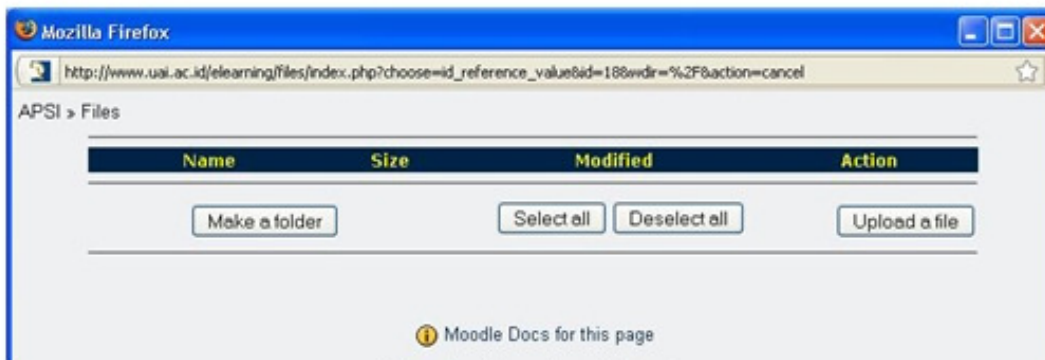 Mozilla Firefox
http://www.uai.ac.id/elearning/files/index.php?choose=id_reference_value&id=18&wdir=%2F&action=cancel
APSI » Files
Name Size Modified Action
Make a folder Select all Deselect all Upload a file
Moodle Docs for this page